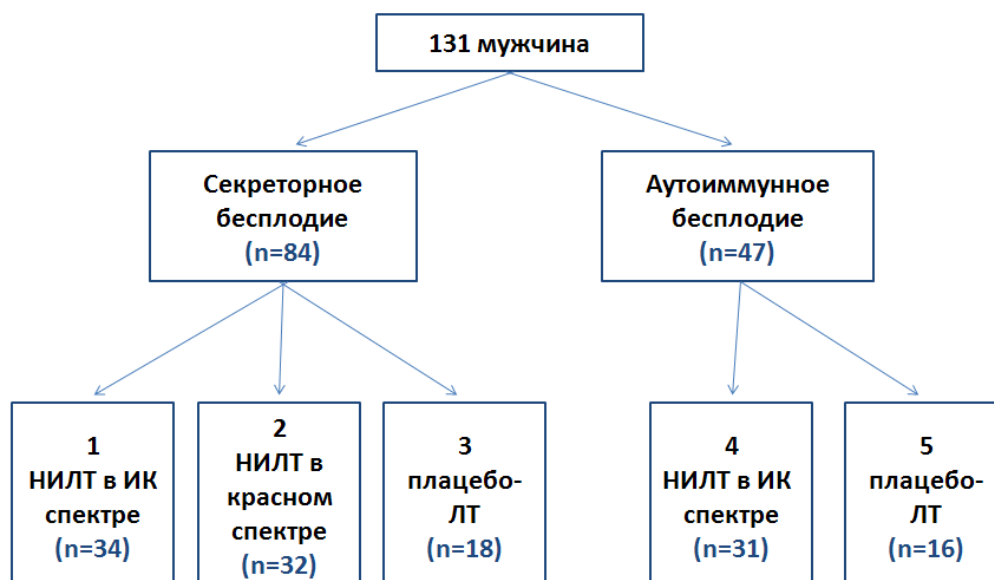 131 мужчина
Секреторное
бесплодие
(n=84)
Аутоиммунное
бесплодие
(n=47)
1
НИЛТ в ИК
спектре
(n=34)
2
НИЛТ в
красном
спектре
(n=32)
3
плацебо-
ЛТ
(n=18)
4
НИЛТ в ИК
спектре
(n=31)
5
плацебо-
ЛТ
(n=16)